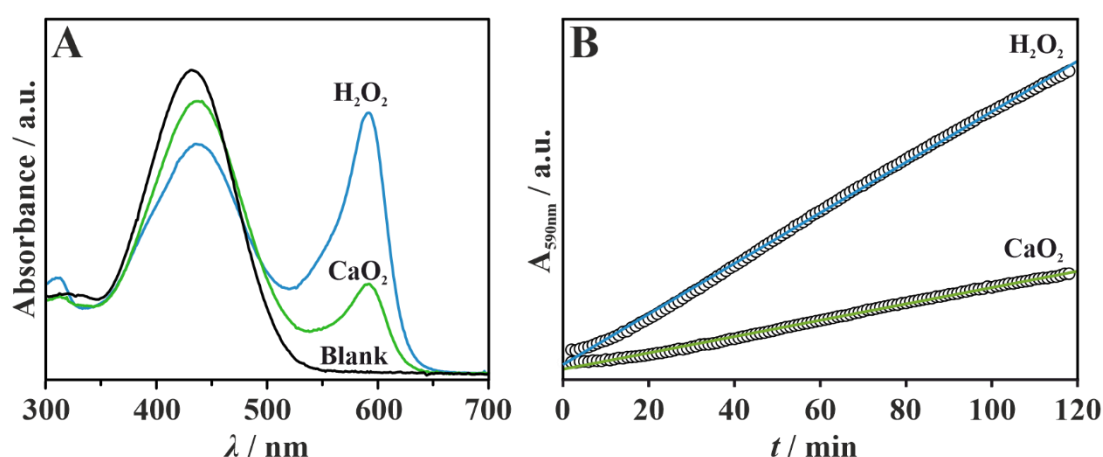 A
Absorbance / a.u.
H₂O₂
CaO₂
Blank
300 400 500 600 700
λ / nm
B
A₅₉₀ₙₘ / a.u.
H₂O₂
CaO₂
0 20 40 60 80 100 120
t / min